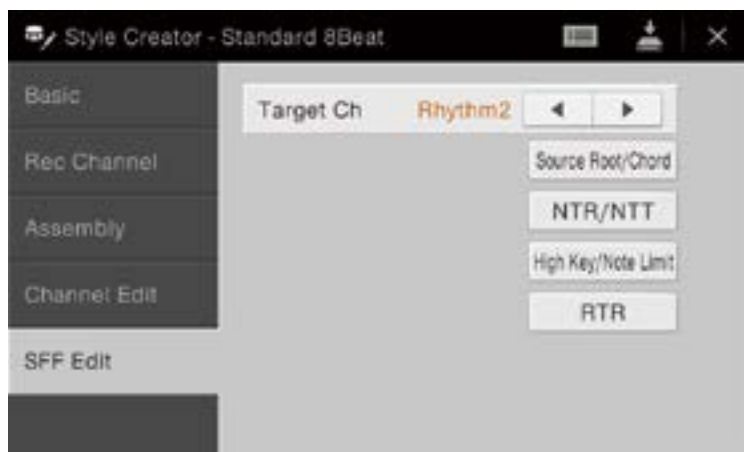 Style Creator - Standard 8Beat
Basic
Rec Channel
Assembly
Channel Edit
SFF Edit
Target Ch Rhythm2
Source Root/Chord
NTR/NTT
High Key/Note Limit
RTR